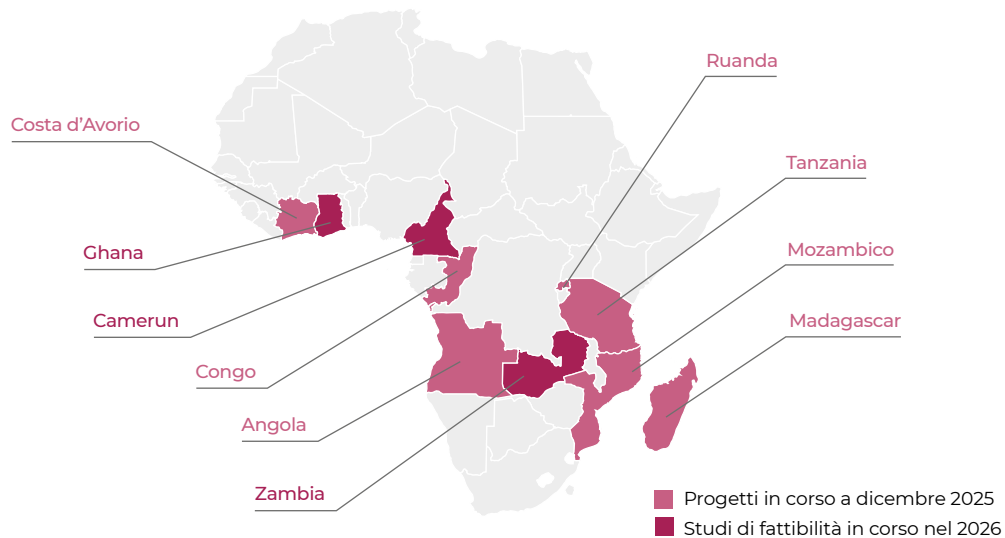 Ruanda
Costa d’Avorio
Tanzania
Ghana
Mozambico
Camerun
Madagascar
Congo
Angola
Zambia
Progetti in corso a dicembre 2025
Studi di fattibilità in corso nel 2026